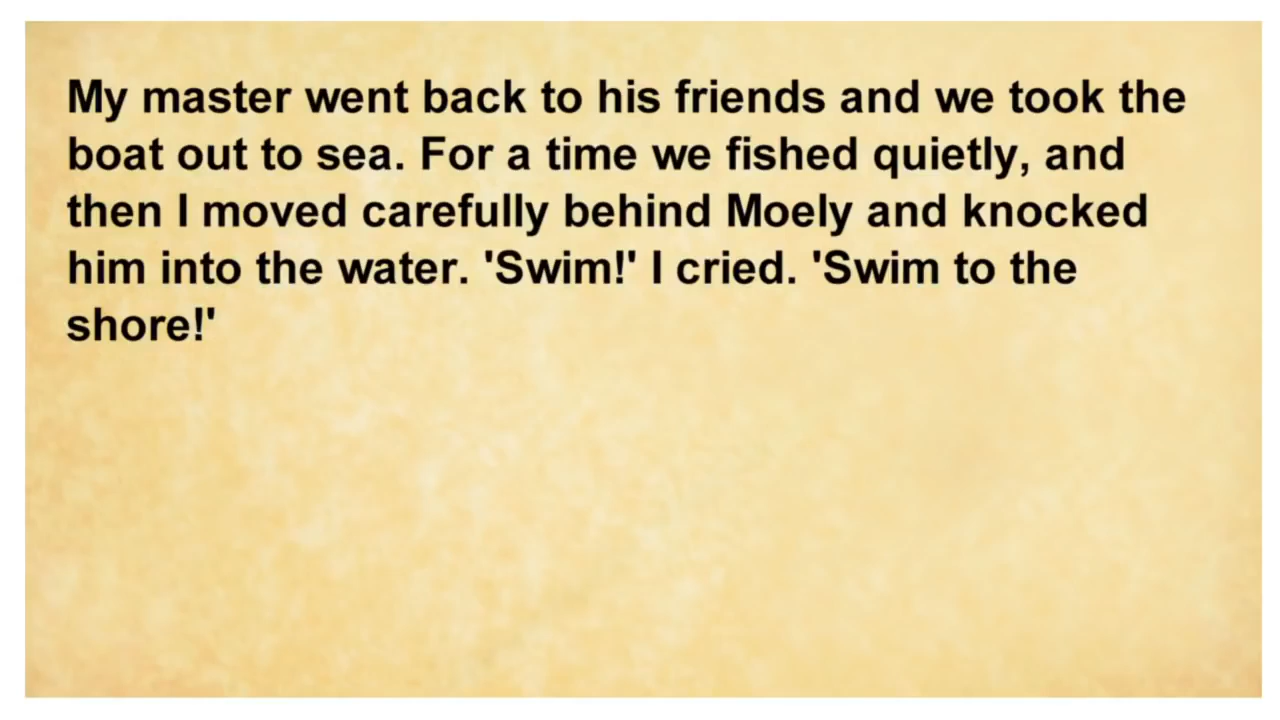 My master went back to his friends and we took the
boat out to sea. For a time we fished quietly, and
then I moved carefully behind Moely and knocked
him into the water. 'Swim!' I cried. 'Swim to the
shore!'